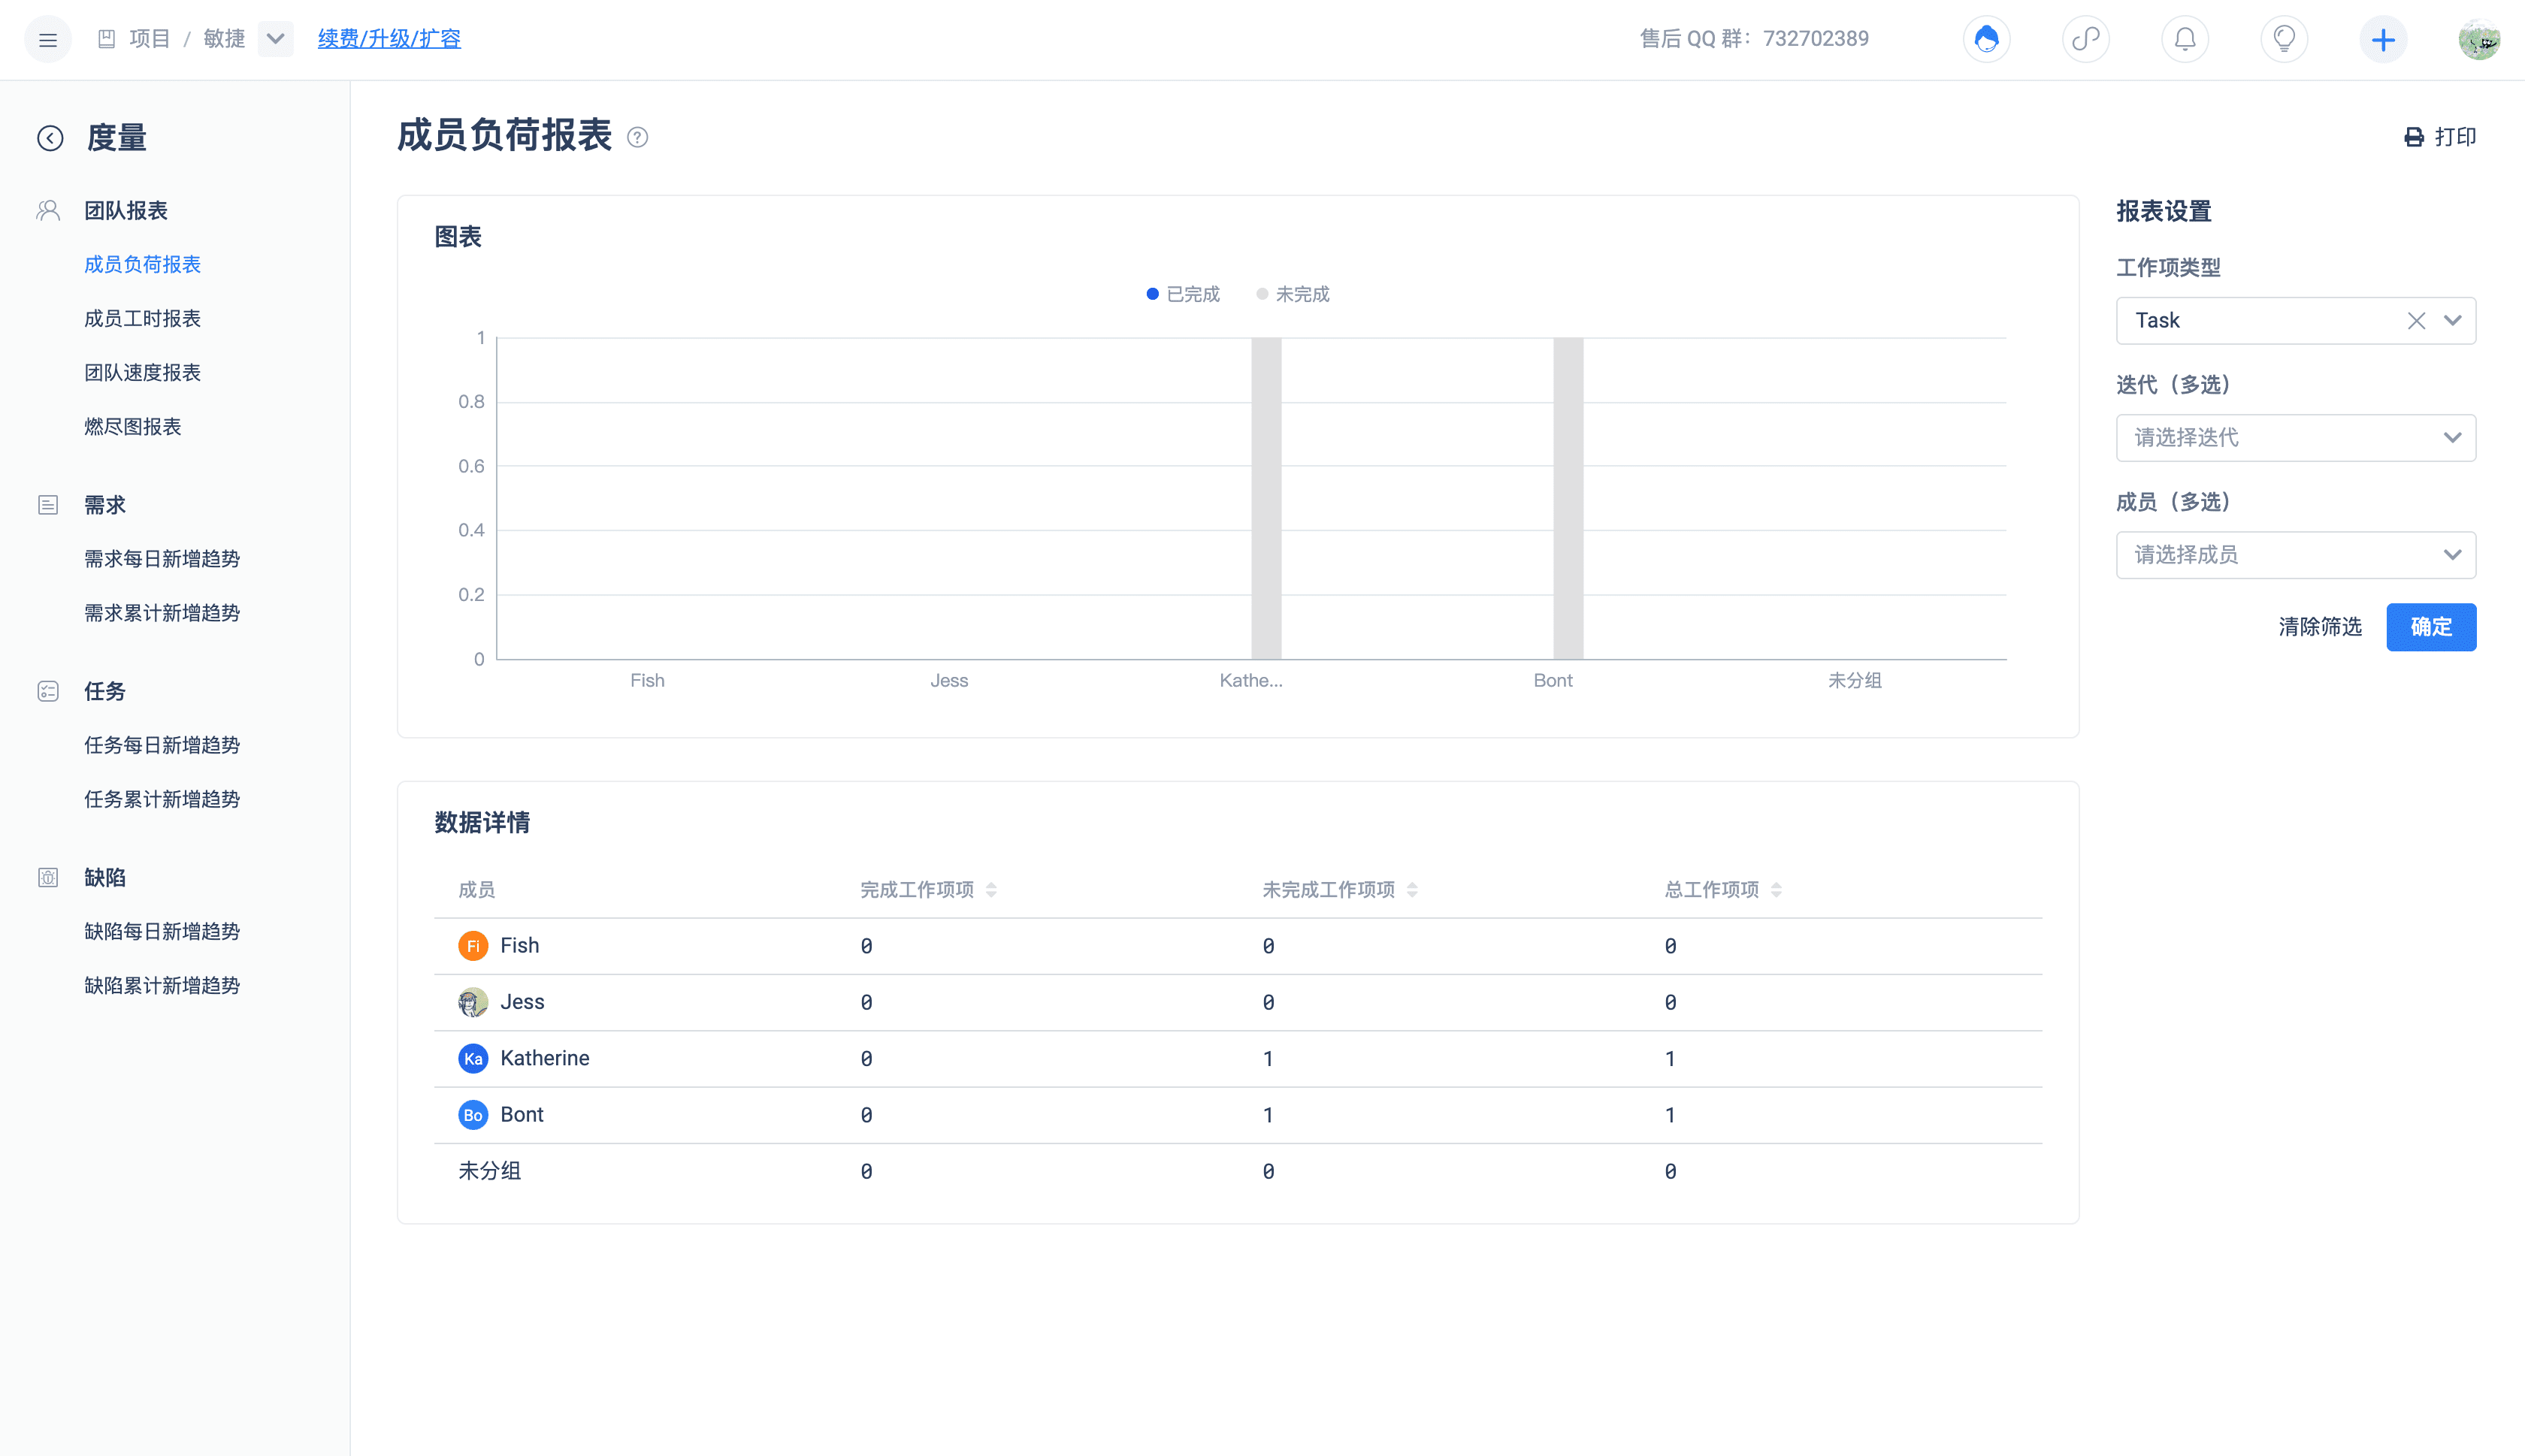 项目 / 敏捷 续费/升级/扩容 售后 QQ 群：732702389
度量
团队报表
成员负荷报表
成员工时报表
团队速度报表
燃尽图报表
需求
需求每日新增趋势
需求累计新增趋势
任务
任务每日新增趋势
任务累计新增趋势
缺陷
缺陷每日新增趋势
缺陷累计新增趋势
成员负荷报表 ?
打印
图表
已完成 未完成
1
0.8
0.6
0.4
0.2
0
Fish Jess Kathe... Bont 未分组
报表设置
工作项类型
Task
迭代（多选）
请选择迭代
成员（多选）
请选择成员
清除筛选 确定
数据详情
成员 完成工作项项 未完成工作项项 总工作项项
Fi Fish 0 0 0
Jess 0 0 0
Ka Katherine 0 1 1
Bo Bont 0 1 1
未分组 0 0 0